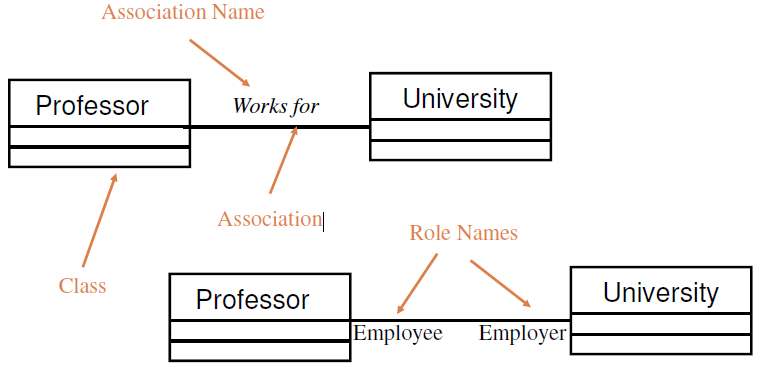 Association Name
Professor
Works for
University
Association
Role Names
Class
Professor
University
Employee
Employer